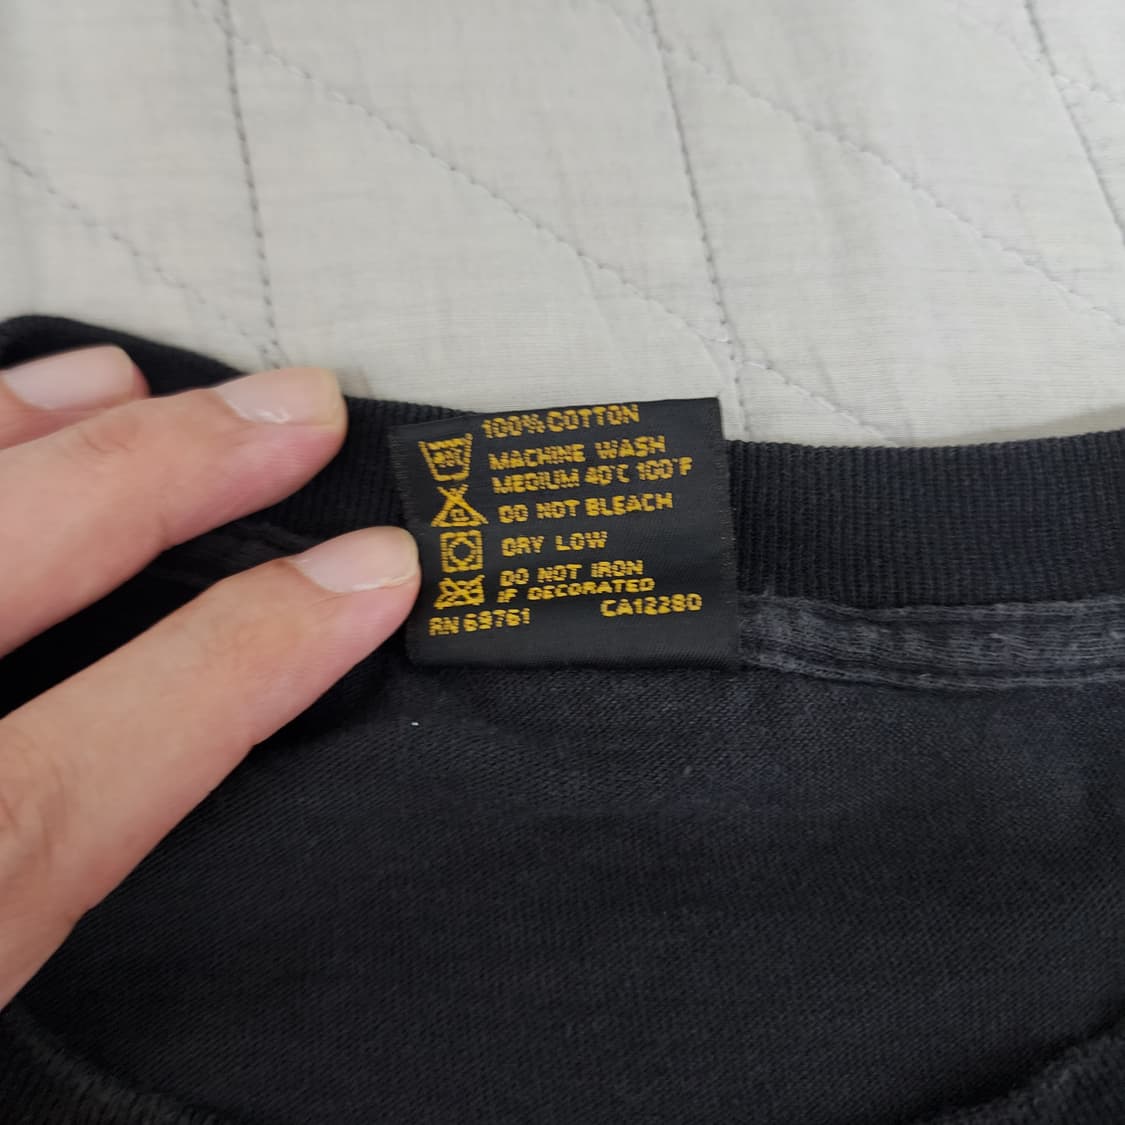 100% COTTON
MACHINE WASH
MEDIUM 40°C 100°F
DO NOT BLEACH
DRY LOW
DO NOT IRON
IF DECORATED
RN 69761 CA12280